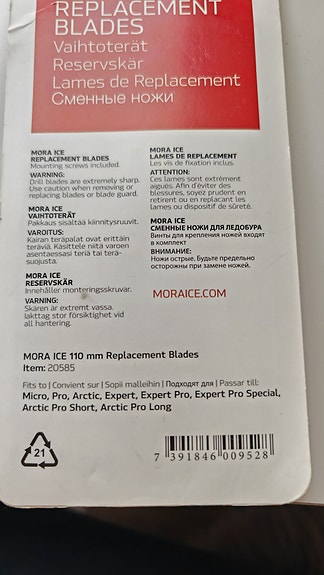 REPLACEMENT
BLADES
Vaihtoterät
Reservskär
Lames de Replacement
Сменные ножи
MORA ICE
REPLACEMENT BLADES
Mounting screws included.
WARNING:
Drill blades are extremely sharp.
Use caution when removing or
replacing blades or blade guard.
MORA ICE
VAIHTOTERÄT
Pakkaus sisältää kiinnitysruuvit.
VAROITUS:
Kairan teräpalat ovat erittäin
teräviä. Käsittele niitä varoen
asentaessasi teriä tai terä-
suojusta.
MORA ICE
RESERVSKÄR
Innehåller monteringsskruvar.
VARNING:
Skären är extremt vassa,
Iakttag stor försiktighet vid
all hantering.
MORA ICE
LAMES DE REPLACEMENT
Les vis de fixation inclus.
ATTENTION:
Ces lames sont extrèment
aigués. Afin d'éviter des
blessures, soyez prudent en
retirent ou en replacant les
lames ou dispositif de sûreté.
MORA ICE
СМЕННЫЕ НОЖИ ДЛЯ ЛЕДОБУРА
Винты для крепления ножей входят
в комплект
ВНИМАНИЕ:
Ножи острые. Будьте предельно
осторожны при замене ножей.
MORAICE.COM
MORA ICE 110 mm Replacement Blades
Item: 20585
Fits to | Convient sur | Sopii malleihin | Подходят для | Passar till:
Micro, Pro, Arctic, Expert, Expert Pro, Expert Pro Special,
Arctic Pro Short, Arctic Pro Long
21
7 391846 009528